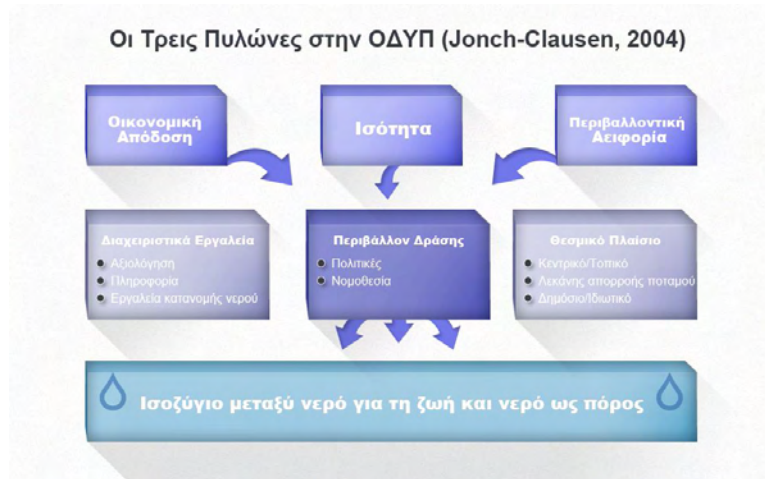 Οι Τρεις Πυλώνες στην ΟΔΥΠ (Jonch-Clausen, 2004)
Οικονομική
Απόδοση
Ισότητα
Περιβαλλοντική
Αειφορία
Διαχειριστικά Εργαλεία
Αξιολόγηση
Πληροφορία
Εργαλεία κατανομής νερού
Περιβάλλον Δράσης
Πολιτικές
Νομοθεσία
Θεσμικό Πλαίσιο
Κεντρικό/Τοπικό
Λεκάνης απορροής ποταμού
Δημόσιο/Ιδιωτικό
Ισοζύγιο μεταξύ νερό για τη ζωή και νερό ως πόρος